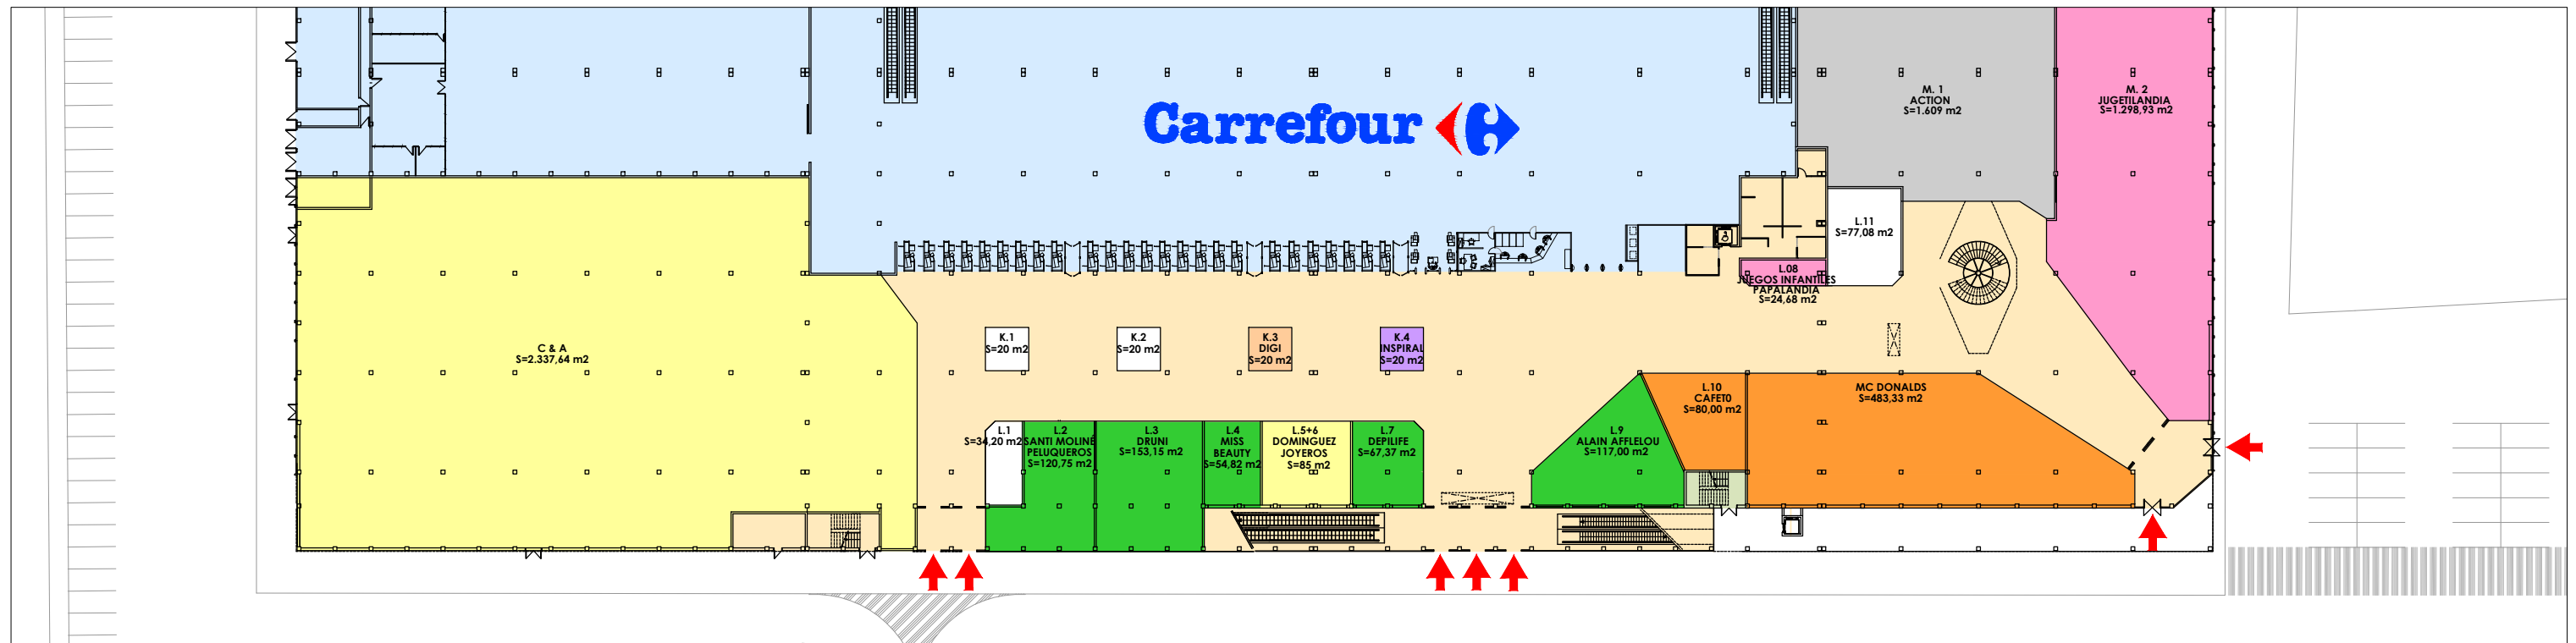 Carrefour
M. 1
ACTION
S=1.609 m2
M. 2
JUGETILANDIA
S=1.298,93 m2
L.11
S=77,08 m2
L.08
JUEGOS INFANTILES
PAPALANDIA
S=24,68 m2
C & A
S=2.337,64 m2
K.1
S=20 m2
K.2
S=20 m2
K.3
DIGI
S=20 m2
K.4
INSPIRAL
S=20 m2
L.10
CAFETO
S=80,00 m2
MC DONALDS
S=483,33 m2
L.1
S=34,20 m2
L.2
SANTI MOLINÉ
PELUQUEROS
S=120,75 m2
L.3
DRUNI
S=153,15 m2
L.4
MISS
BEAUTY
S=54,82 m2
L.5+6
DOMINGUEZ
JOYEROS
S=85 m2
L.7
DEPILIFE
S=67,37 m2
L.9
ALAIN AFFLELOU
S=117,00 m2